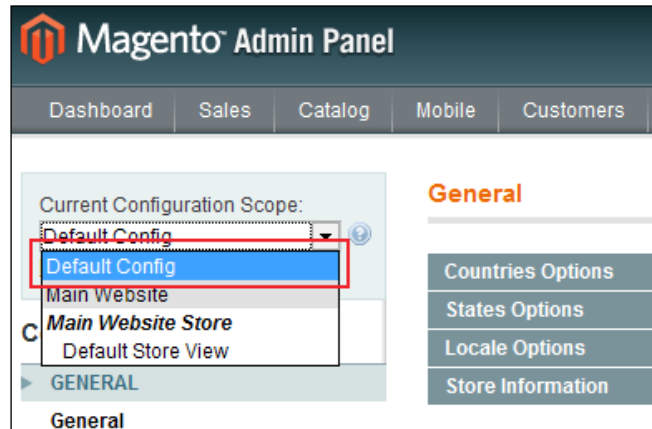 Magento™ Admin Panel
Dashboard Sales Catalog Mobile Customers
Current Configuration Scope:
Default Config
Default Config
Main Website
Main Website Store
Default Store View
C
GENERAL
General
General
Countries Options
States Options
Locale Options
Store Information